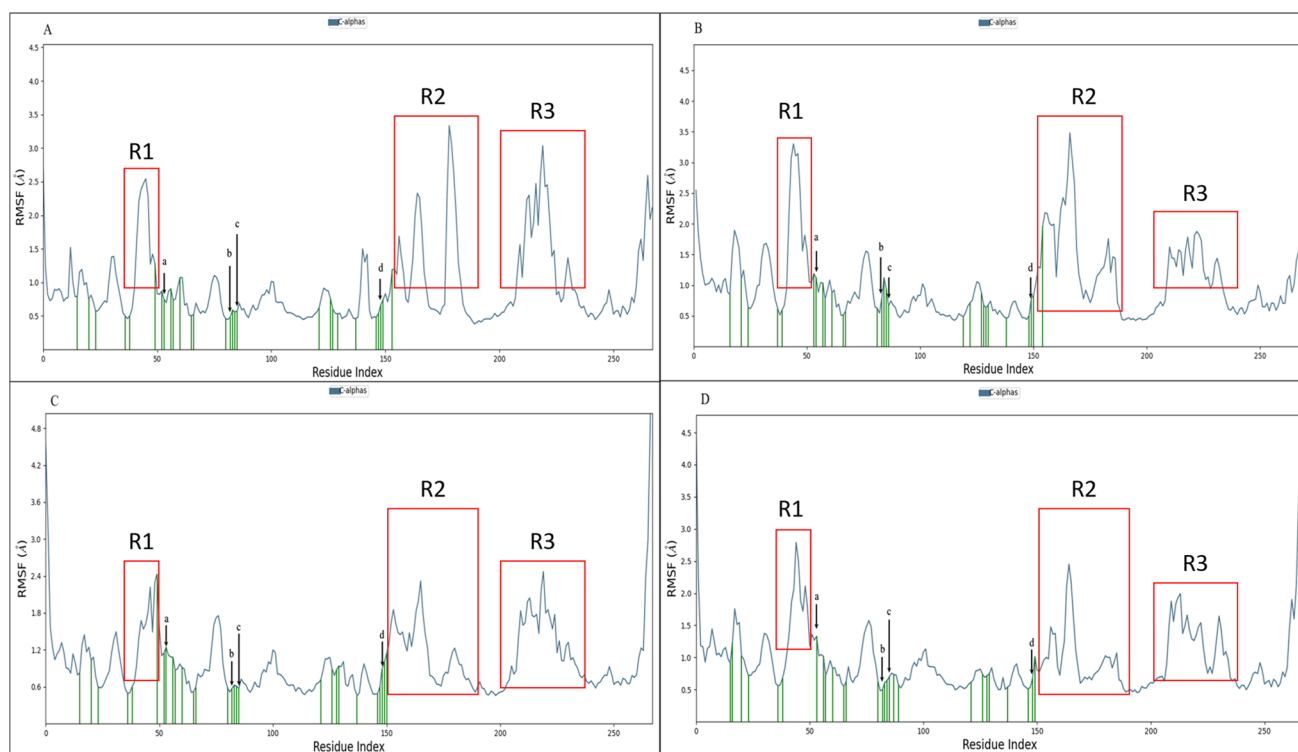 A
C-alphas
4.5
4.0
3.5
3.0
2.5
2.0
1.5
1.0
0.5
RMSF (Å)
R1
R2
R3
a
b
c
d
0 50 100 150 200 250
Residue Index
B
C-alphas
4.5
4.0
3.5
3.0
2.5
2.0
1.5
1.0
0.5
RMSF (Å)
R1
R2
R3
a
b
c
d
0 50 100 150 200 250
Residue Index
C
C-alphas
4.8
4.2
3.6
3.0
2.4
1.8
1.2
0.6
RMSF (Å)
R1
R2
R3
a
b
c
d
0 50 100 150 200 250
Residue Index
D
C-alphas
4.5
4.0
3.5
3.0
2.5
2.0
1.5
1.0
0.5
RMSF (Å)
R1
R2
R3
a
b
c
d
0 50 100 150 200 250
Residue Index